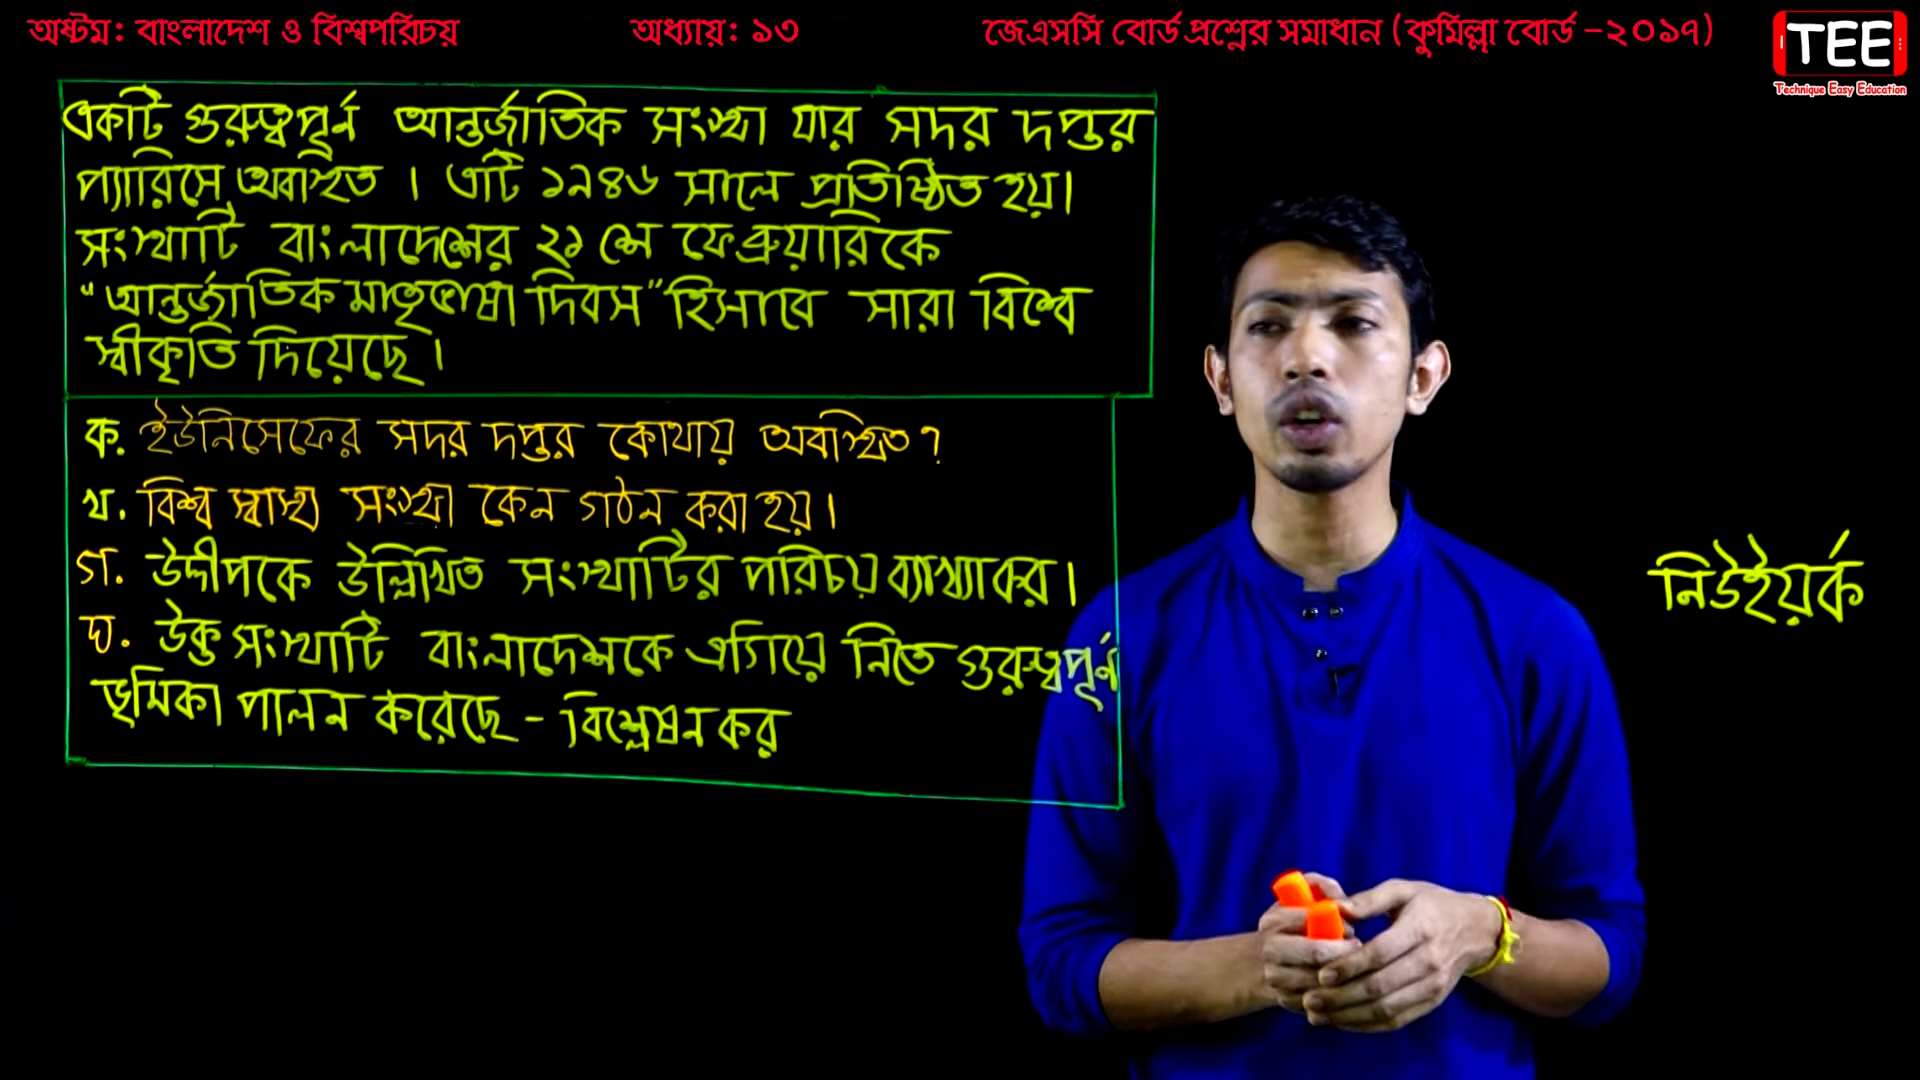 অষ্টম: বাংলাদেশ ও বিশ্বপরিচয়
অধ্যায়: ১৩
জেএসসি বোর্ড প্রশ্নের সমাধান (কুমিল্লা বোর্ড -২০১৭)
TEE
Technique Easy Education
একটি গুরুত্বপূর্ন আন্তর্জাতিক সংস্থা যার সদর দপ্তর
প্যারিসে অবস্থিত । এটি ১৯৪৬ সালে প্রতিষ্ঠিত হয়।
সংস্থাটি বাংলাদেশের ২১ শে ফেব্রুয়ারিকে
"আন্তর্জাতিক মাতৃভাষা দিবস" হিসাবে সারা বিশ্বে
স্বীকৃতি দিয়েছে।
ক. ইউনিসেফের সদর দপ্তর কোথায় অবস্থিত ?
খ. বিশ্ব স্বাস্থ্য সংস্থা কেন গঠন করা হয়।
গ. উদ্দীপকে উল্লিখিত সংস্থাটির পরিচয় ব্যাখ্যা কর।
ঘ. উক্ত সংস্থাটি বাংলাদেশকে এগিয়ে নিতে গুরুত্বপূর্ন
ভূমিকা পালন করেছে - বিশ্লেষন কর
নিউইয়র্ক